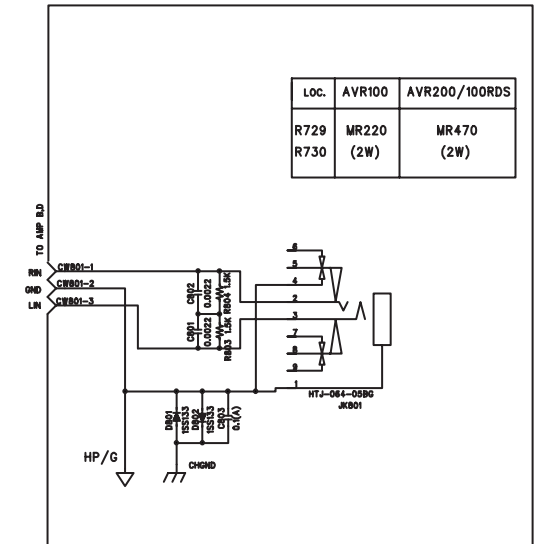 LOC. AVR100 AVR200/100RDS
R729 MR220 MR470
R730 (2W) (2W)
TO AMP B,D
RIN CW801-1
GND CW801-2
LIN CW801-3
C802
0.0022
R804 1.5K
C801
0.0022
R803 1.5K
6
5
4
2
3
7
8
9
1
HTJ-064-05BG
JK801
D801
1SS133
D802
1SS133
C803
0.1(A)
HP/G
CHGND